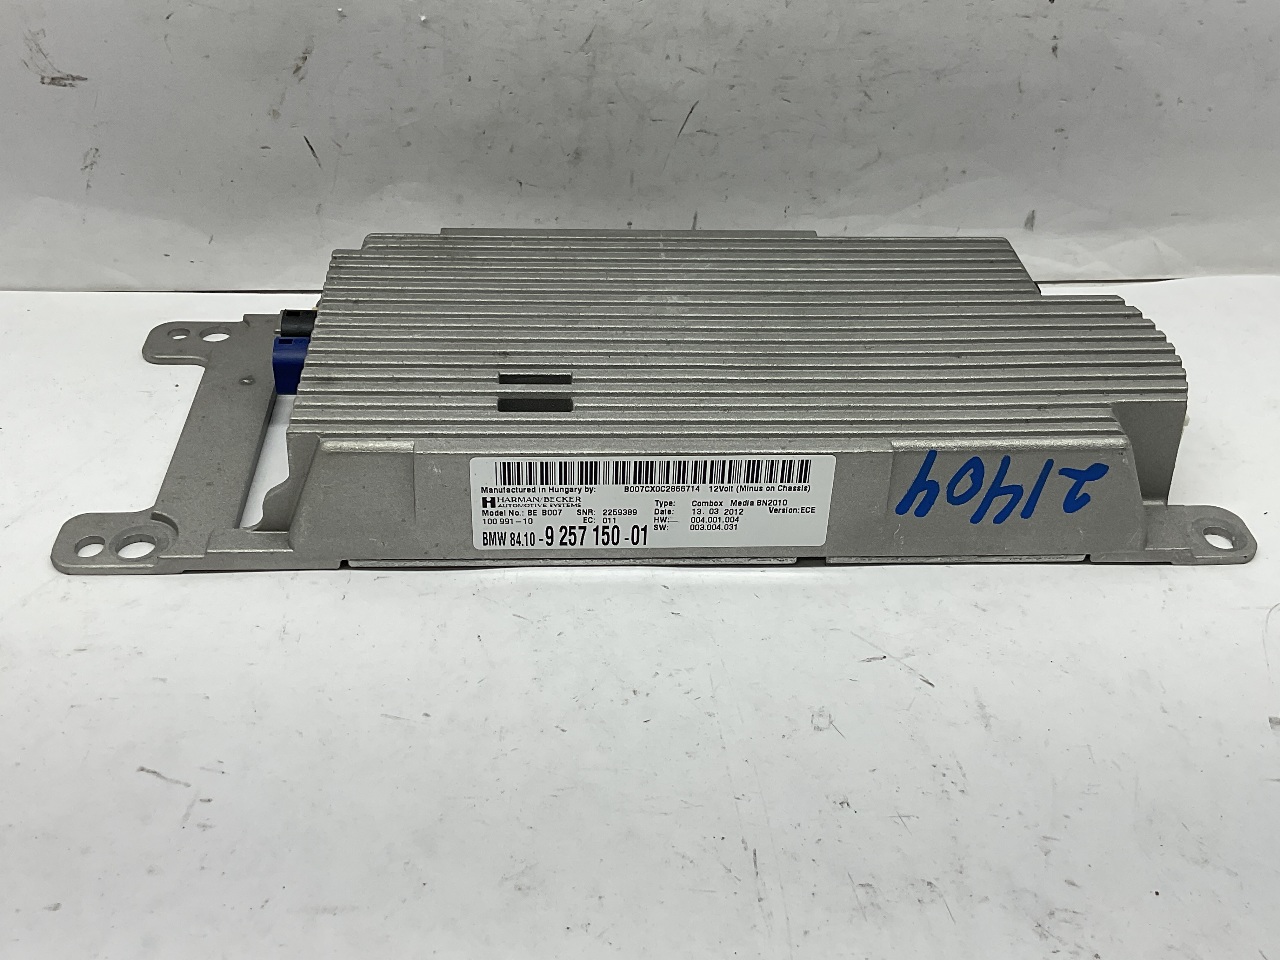 B007CX0C2866714 12Volt (Minus on Chassis)
Manufactured in Hungary by:
HARMAN/BECKER
AUTOMOTIVE SYSTEMS
Type: Combox Media BN2010
Model No.: BE B007 SNR: 2259389 Date: 13 03 2012 Version: ECE
100 991-10 EC: 011 HW: 004.001.004
SW: 003.004.031
BMW 84.10 - 9 257 150 - 01
21404